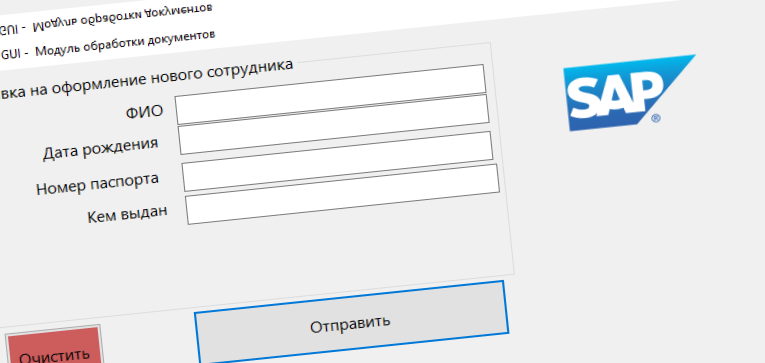 GUI - Модуль обработки документов
GUI - Модуль обработки документов
вка на оформление нового сотрудника
ФИО
Дата рождения
Номер паспорта
Кем выдан
SAP®
Отправить
Очистить